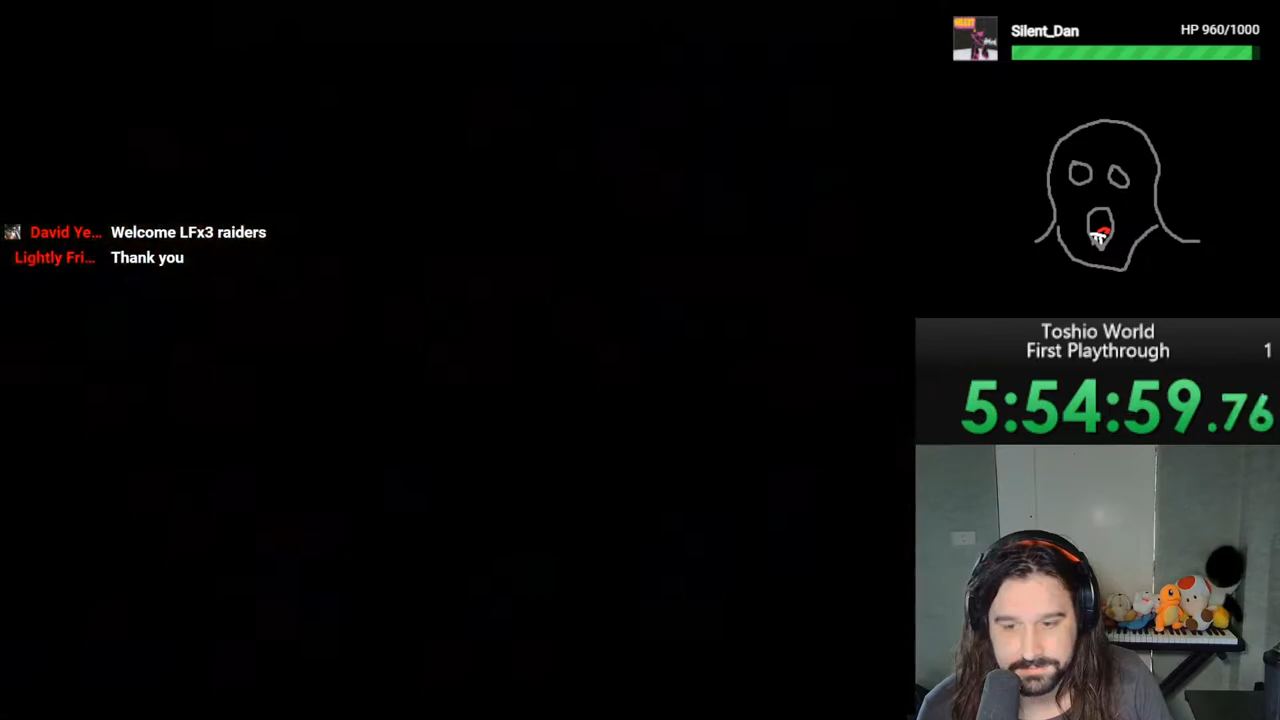 Silent_Dan HP 960/1000
David Ye... Welcome LFx3 raiders
Lightly Fri... Thank you
Toshio World
First Playthrough 1
5:54:59.76